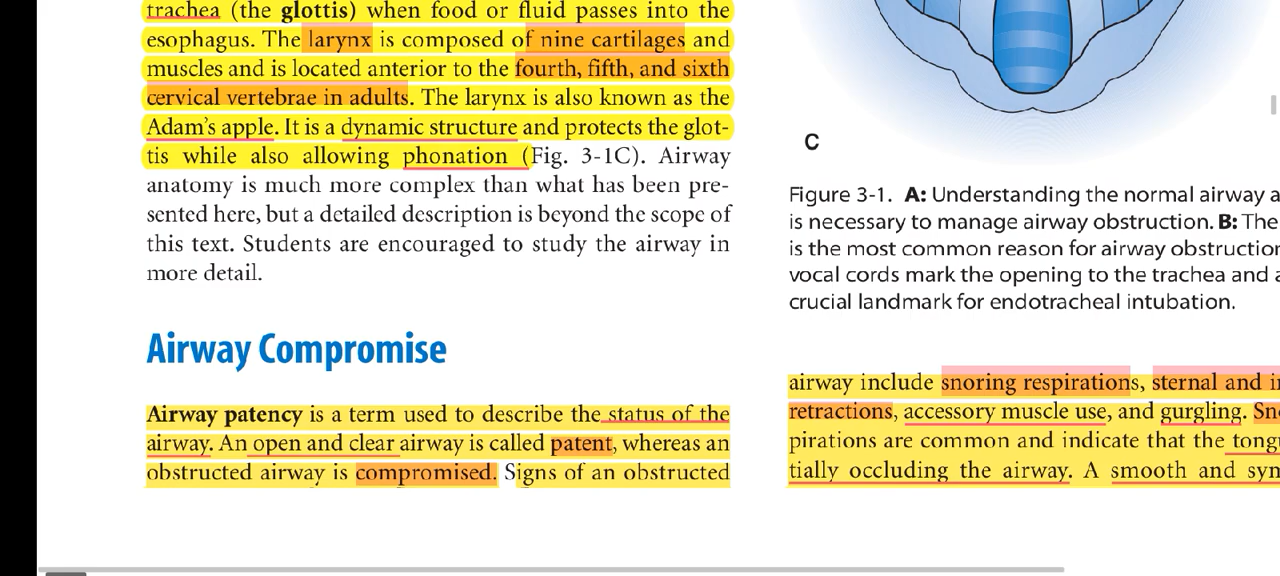 trachea (the glottis) when food or fluid passes into the
esophagus. The larynx is composed of nine cartilages and
muscles and is located anterior to the fourth, fifth, and sixth
cervical vertebrae in adults. The larynx is also known as the
Adam's apple. It is a dynamic structure and protects the glot-
tis while also allowing phonation (Fig. 3-1C). Airway
anatomy is much more complex than what has been pre-
sented here, but a detailed description is beyond the scope of
this text. Students are encouraged to study the airway in
more detail.
Airway Compromise
Airway patency is a term used to describe the status of the
airway. An open and clear airway is called patent, whereas an
obstructed airway is compromised. Signs of an obstructed
C
Figure 3-1. A: Understanding the normal airway a
is necessary to manage airway obstruction. B: The
is the most common reason for airway obstruction
vocal cords mark the opening to the trachea and a
crucial landmark for endotracheal intubation.
airway include snoring respirations, sternal and in
retractions, accessory muscle use, and gurgling. Sno
pirations are common and indicate that the tong
tially occluding the airway. A smooth and sym